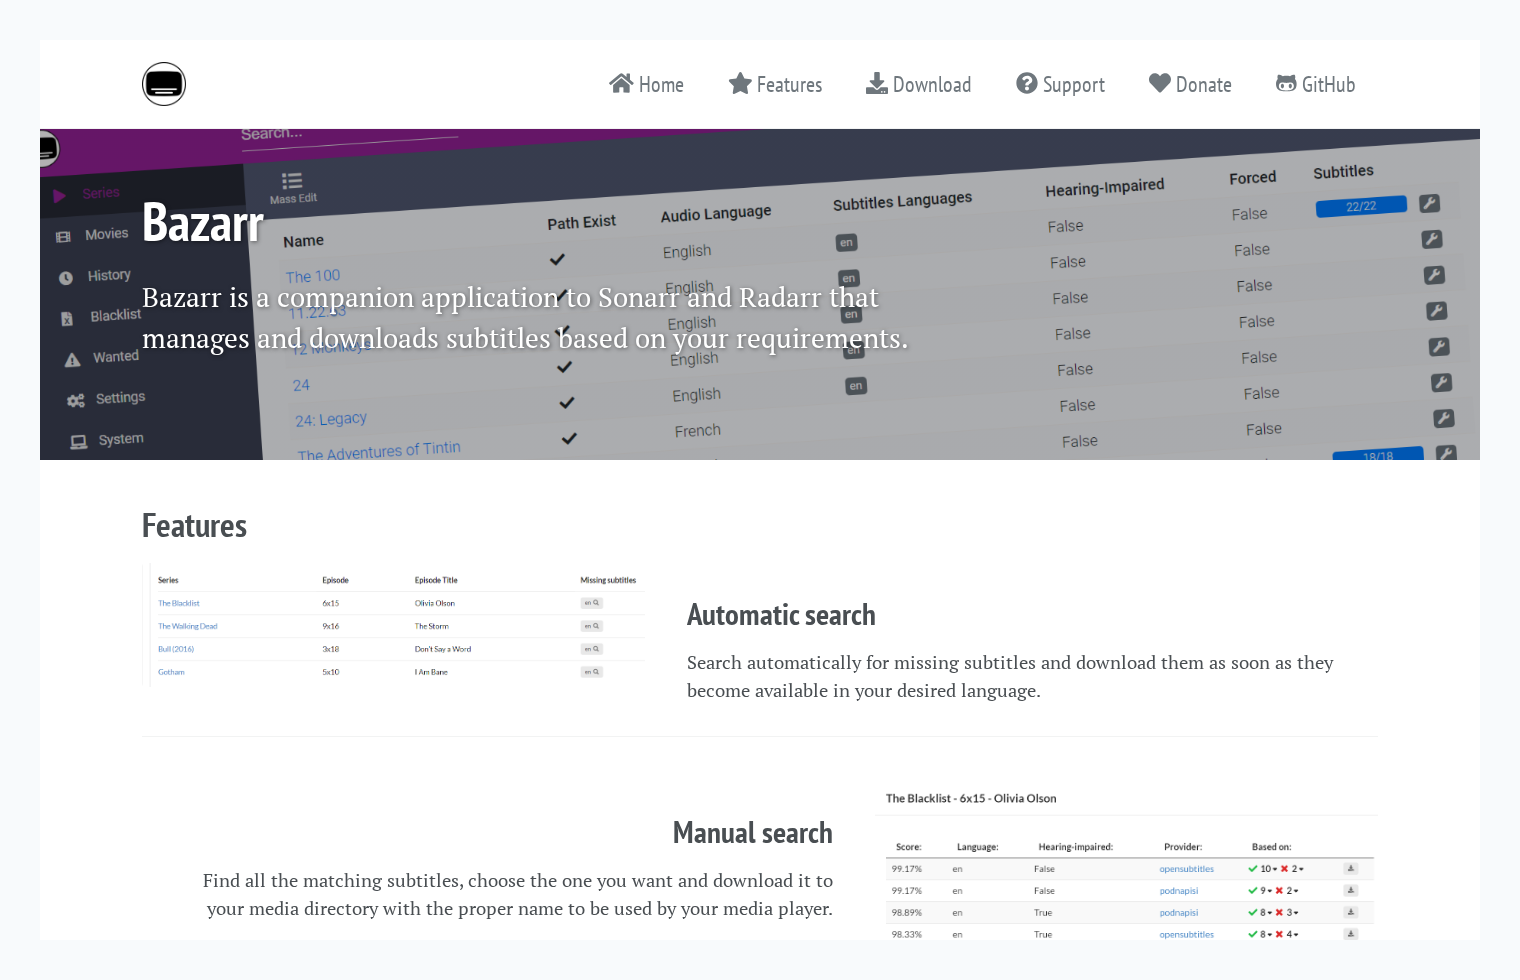 Home Features Download Support Donate GitHub
Search...
Series
Movies
History
Blacklist
Wanted
Settings
System
Mass Edit
Name Path Exist Audio Language Subtitles Languages Hearing-Impaired Forced Subtitles
The 100 English en False False 22/22
11.22.63 English en False False
12 Monkeys English en False False
24 English en False False
24: Legacy English en False False
The Adventures of Tintin French False False
False False 18/18
Bazarr
Bazarr is a companion application to Sonarr and Radarr that
manages and downloads subtitles based on your requirements.
Features
Series Episode Episode Title Missing subtitles
The Blacklist 6x15 Olivia Olson en
The Walking Dead 9x16 The Storm en
Bull (2016) 3x18 Don't Say a Word en
Gotham 5x10 I Am Bane en
Automatic search
Search automatically for missing subtitles and download them as soon as they
become available in your desired language.
Manual search
Find all the matching subtitles, choose the one you want and download it to
your media directory with the proper name to be used by your media player.
The Blacklist - 6x15 - Olivia Olson
Score: Language: Hearing-impaired: Provider: Based on:
99.17% en False opensubtitles 10 2
99.17% en False podnapisi 9 2
98.89% en True podnapisi 8 3
98.33% en True opensubtitles 8 4